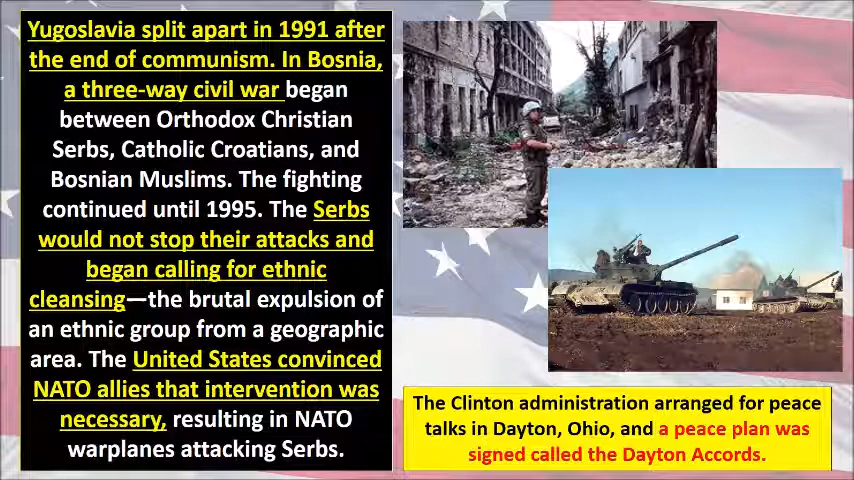 Yugoslavia split apart in 1991 after
the end of communism. In Bosnia,
a three-way civil war began
between Orthodox Christian
Serbs, Catholic Croatians, and
Bosnian Muslims. The fighting
continued until 1995. The Serbs
would not stop their attacks and
began calling for ethnic
cleansing—the brutal expulsion of
an ethnic group from a geographic
area. The United States convinced
NATO allies that intervention was
necessary, resulting in NATO
warplanes attacking Serbs.
The Clinton administration arranged for peace
talks in Dayton, Ohio, and a peace plan was
signed called the Dayton Accords.